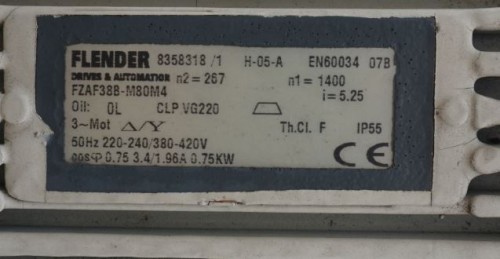 FLENDER 8358318 /1 H-05-A EN60034 07B
DRIVES & AUTOMATION n2= 267 n1= 1400
FZAF38B-M80M4 i= 5.25
Oil: 0L CLP VG220
3~Mot △/Y Th.Cl. F IP55
50Hz 220-240/380-420V
cosφ 0.75 3.4/1.96A 0.75KW CE